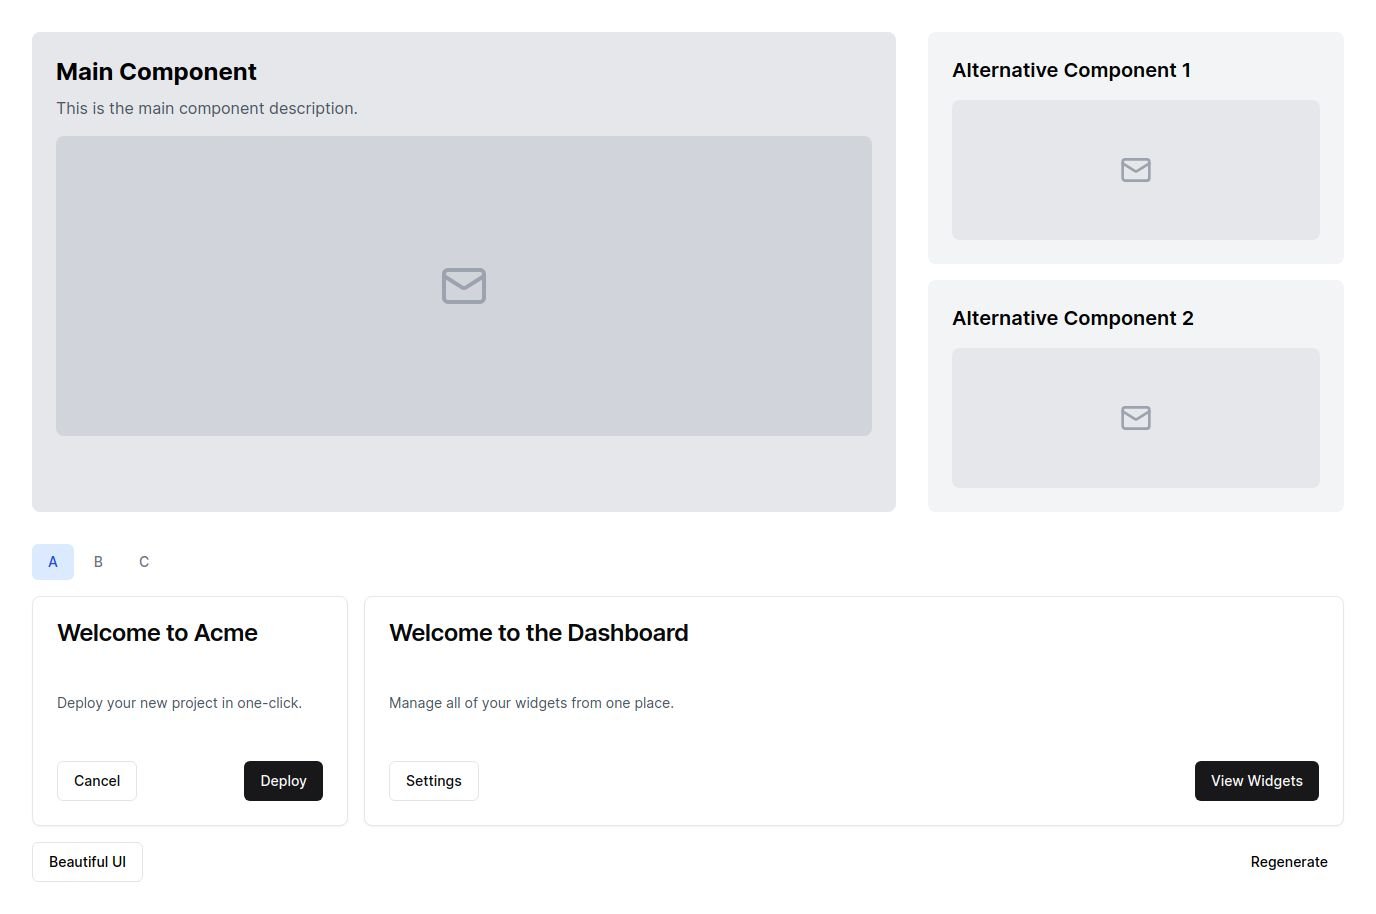 Main Component
This is the main component description.
Alternative Component 1
Alternative Component 2
A
B
C
Welcome to Acme
Deploy your new project in one-click.
Cancel
Deploy
Welcome to the Dashboard
Manage all of your widgets from one place.
Settings
View Widgets
Beautiful UI
Regenerate